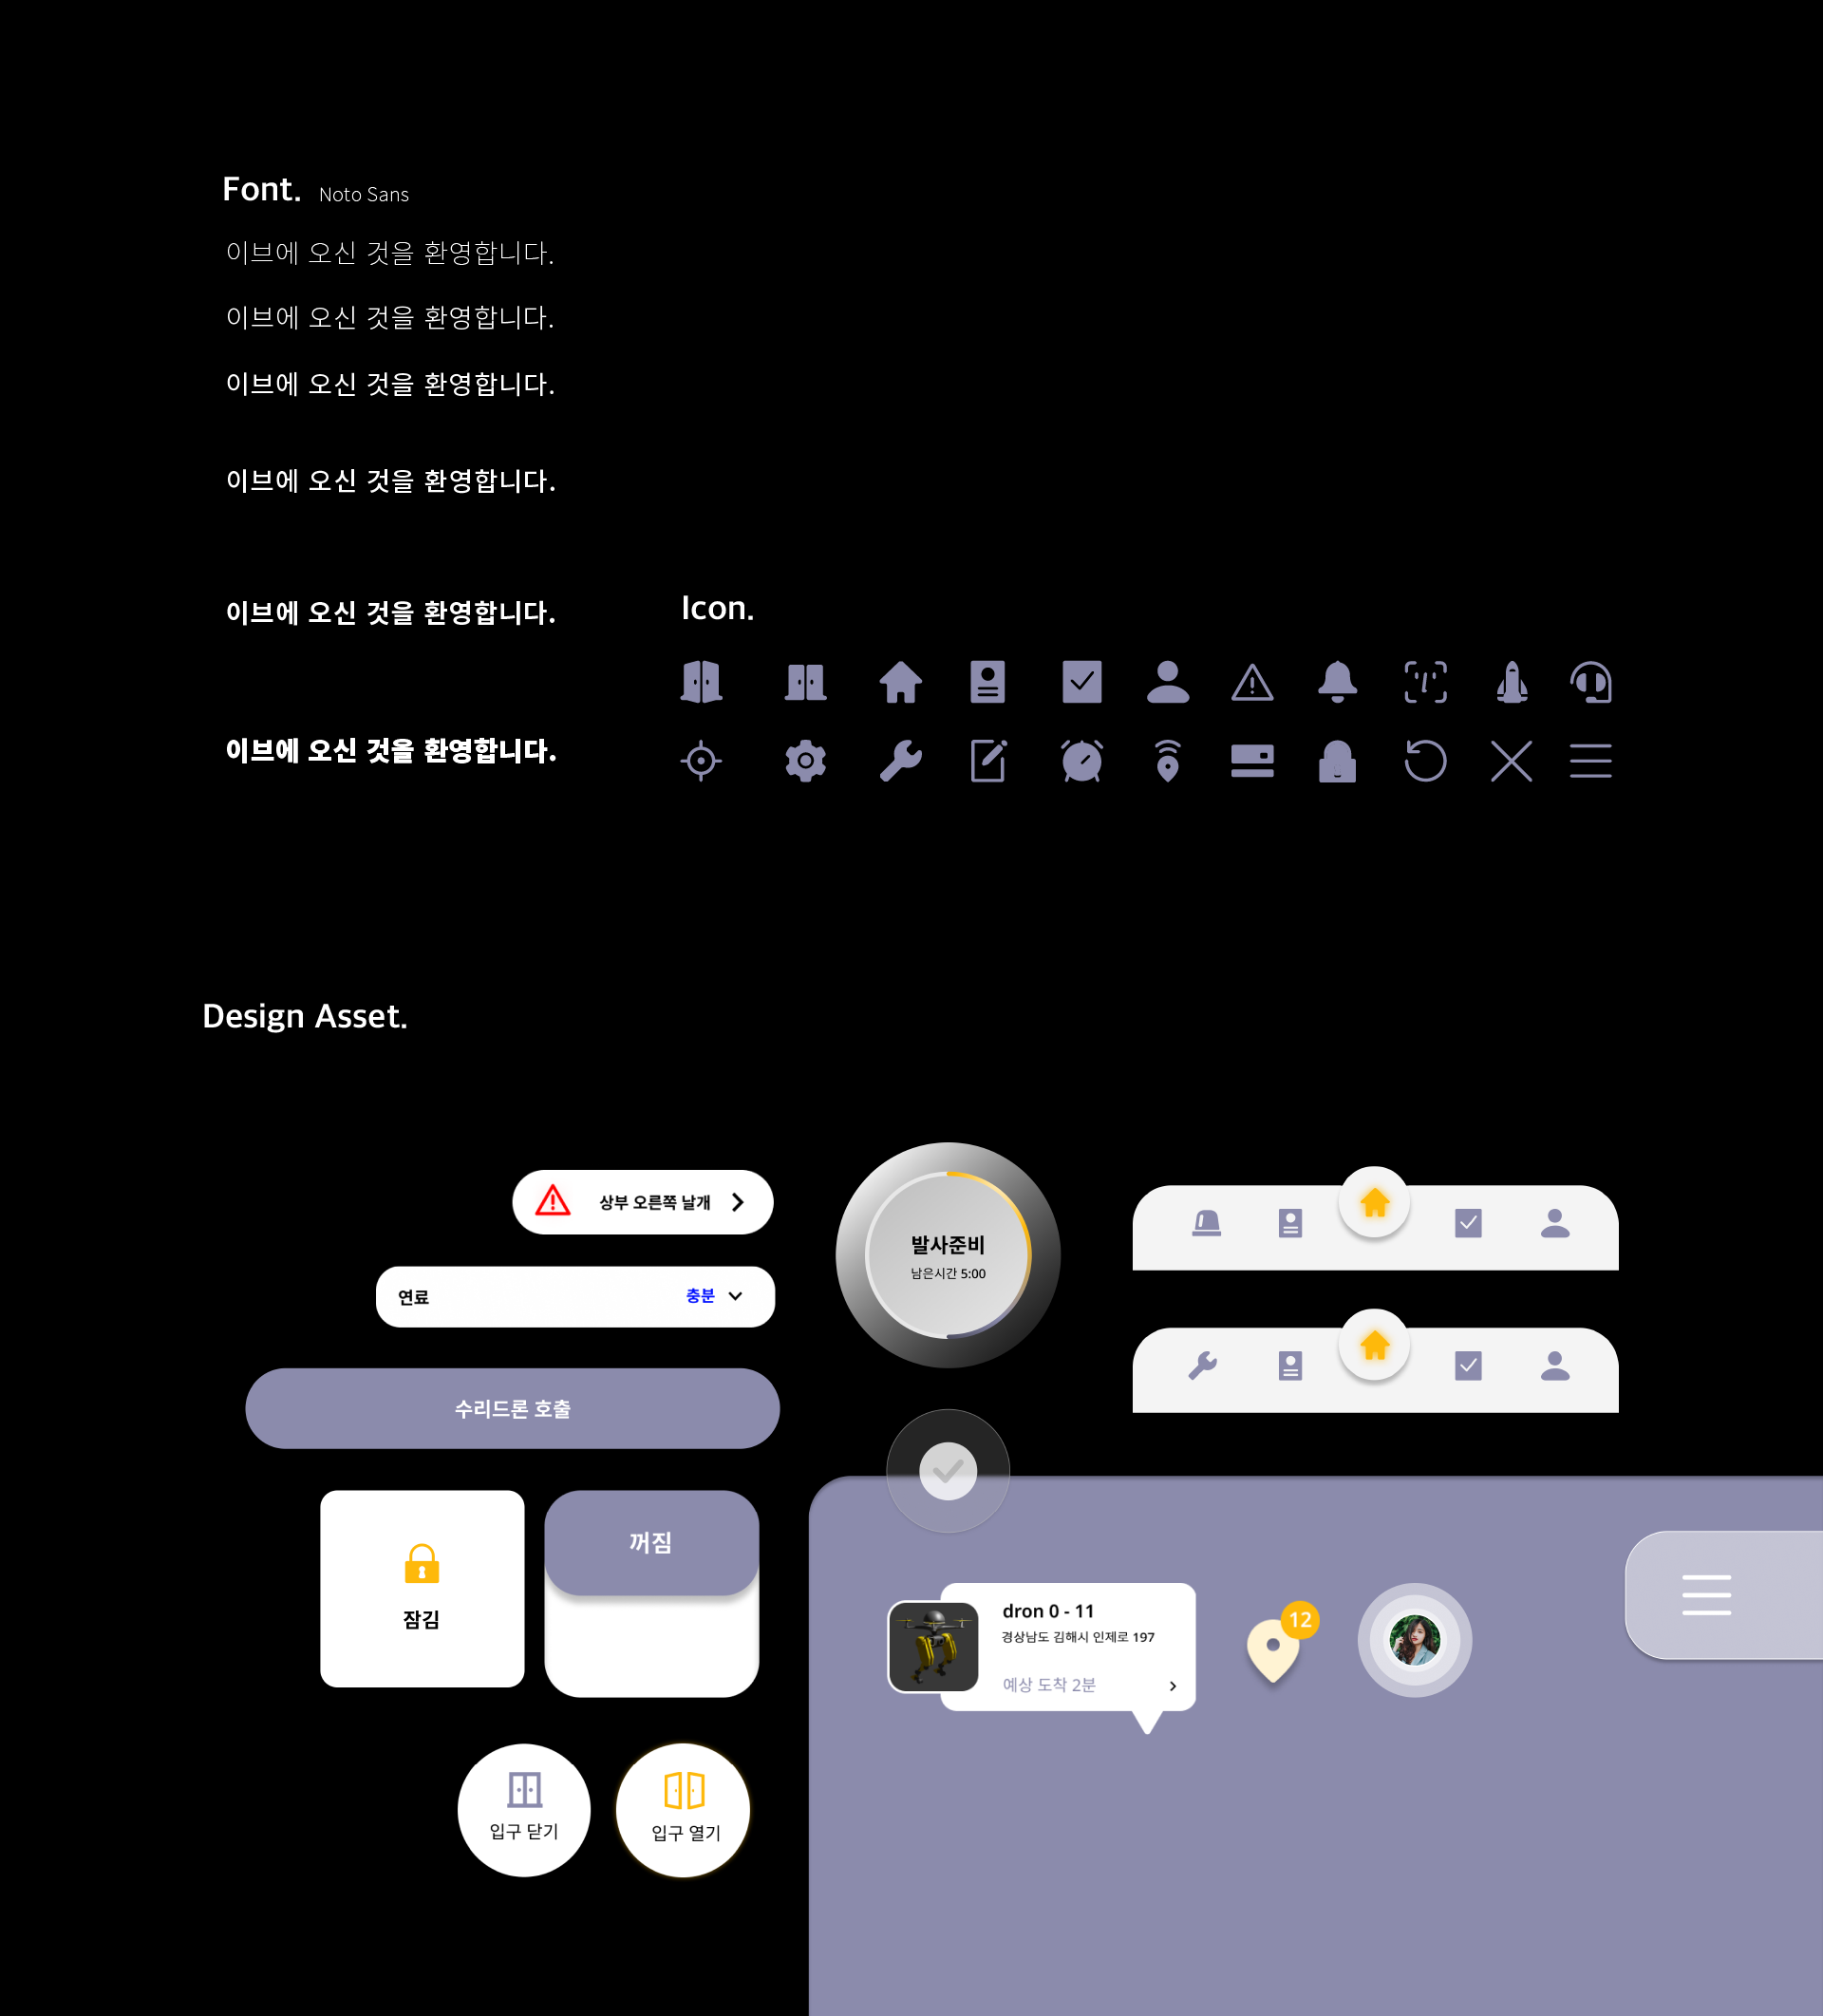 Font. Noto Sans
이브에 오신 것을 환영합니다.
이브에 오신 것을 환영합니다.
이브에 오신 것을 환영합니다.
이브에 오신 것을 환영합니다.
이브에 오신 것을 환영합니다.
이브에 오신 것을 환영합니다.
Icon.
Design Asset.
상부 오른쪽 날개
연료 충분
수리드론 호출
잠김
꺼짐
입구 닫기
입구 열기
발사준비
남은시간 5:00
dron 0 - 11
경상남도 김해시 인제로 197
예상 도착 2분
12